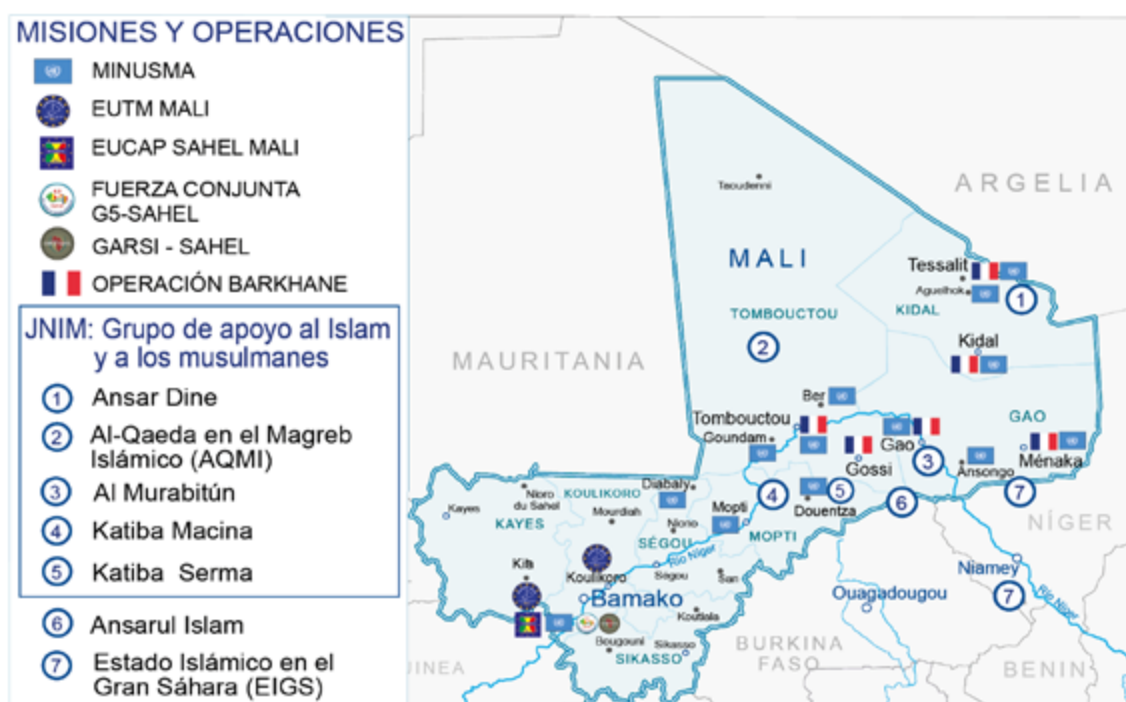 MISIONES Y OPERACIONES
MINUSMA
EUTM MALI
EUCAP SAHEL MALI
FUERZA CONJUNTA
G5-SAHEL
GARSI - SAHEL
OPERACIÓN BARKHANE
JNIM: Grupo de apoyo al Islam
y a los musulmanes
1 Ansar Dine
2 Al-Qaeda en el Magreb
Islámico (AQMI)
3 Al Murabitún
4 Katiba Macina
5 Katiba Serma
6 Ansarul Islam
7 Estado Islámico en el
Gran Sáhara (EIGS)
Taoudenni
ARGELIA
MALI
Tessalit
Aguelhok
1
KIDAL
TOMBOUCTOU
2
Kidal
MAURITANIA
Ber
Tombouctou
GAO
Goundam
Gao
Gossi
3
Ansongo
Ménaka
Diabaly
4
5
Douentza
6
7
Nioro
du Sahel
KOULIKORO
Kayes
KAYES
Mourdiah
Niono
Mopti
SÉGOU
MOPTI
NÍGER
Río Níger
Kita
Koulikoro
Ségou
San
Niamey
7
Río Níger
Bamako
Ouagadougou
Koutiala
Bougouni
Sikasso
SIKASSO
BURKINA
FASO
UINEA
BENIN